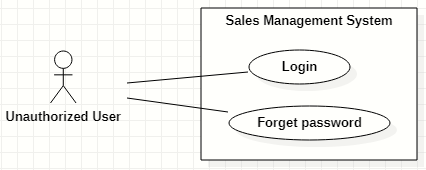 Sales Management System
Login
Unauthorized User
Forget password